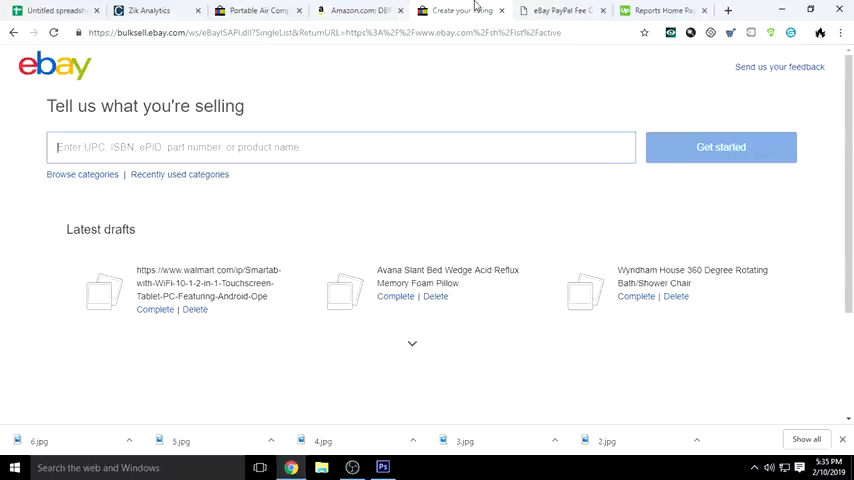 Untitled spreadsh
Zik Analytics
Portable Air Comp
Amazon.com: DB
Create your listing
eBay PayPal Fee C
Reports Home Pag
https://bulksell.ebay.com/ws/eBayISAPI.dll?SingleList&ReturnURL=https%3A%2F%2Fwww.ebay.com%2Fsh%2Flst%2Factive
ebay
Send us your feedback
Tell us what you're selling
Enter UPC, ISBN, ePID, part number, or product name
Get started
Browse categories | Recently used categories
Latest drafts
https://www.walmart.com/ip/Smartab-
with-WiFi-10-1-2-in-1-Touchscreen-
Tablet-PC-Featuring-Android-Ope
Complete | Delete
Avana Slant Bed Wedge Acid Reflux
Memory Foam Pillow
Complete | Delete
Wyndham House 360 Degree Rotating
Bath/Shower Chair
Complete | Delete
6.jpg
5.jpg
4.jpg
3.jpg
2.jpg
Show all
Search the web and Windows
Ps
5:35 PM
2/10/2019